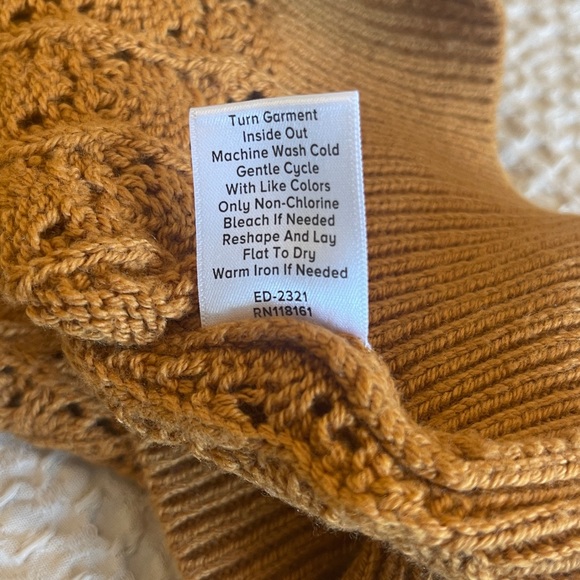 Turn Garment
Inside Out
Machine Wash Cold
Gentle Cycle
With Like Colors
Only Non-Chlorine
Bleach If Needed
Reshape And Lay
Flat To Dry
Warm Iron If Needed
ED-2321
RN118161